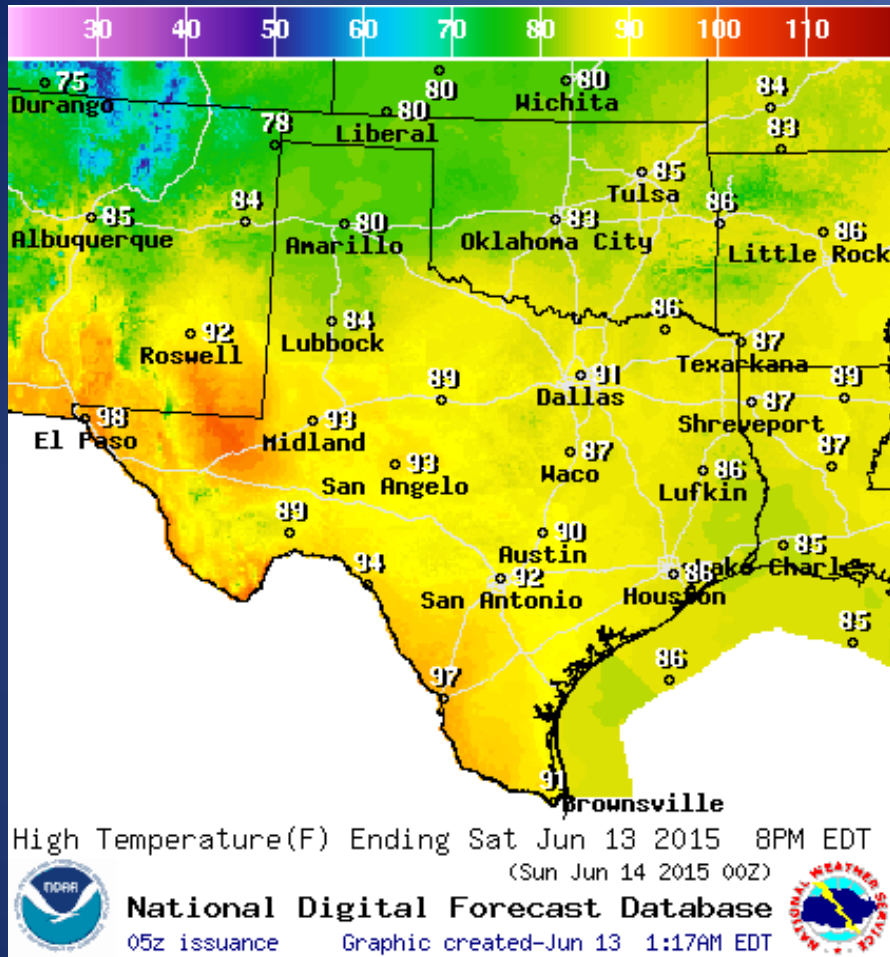 30 40 50 60 70 80 90 100 110
75
Durango
80
80
Wichita
80
Liberal
84
83
78
85
Tulsa
85
Albuquerque
84
80
Amarillo
83
Oklahoma City
86
86
Little Rock
92
Roswell
84
Lubbock
86
87
Texarkana
98
El Paso
93
Midland
89
91
Dallas
87
Shreveport
89
93
San Angelo
87
Waco
86
Lufkin
87
89
90
Austin
85
Lake Charles
94
92
San Antonio
86
Houston
85
86
97
91
Brownsville
High Temperature(F) Ending Sat Jun 13 2015 8PM EDT
(Sun Jun 14 2015 00Z)
NOAA
National Digital Forecast Database
05z issuance Graphic created-Jun 13 1:17AM EDT
NATIONAL WEATHER SERVICE